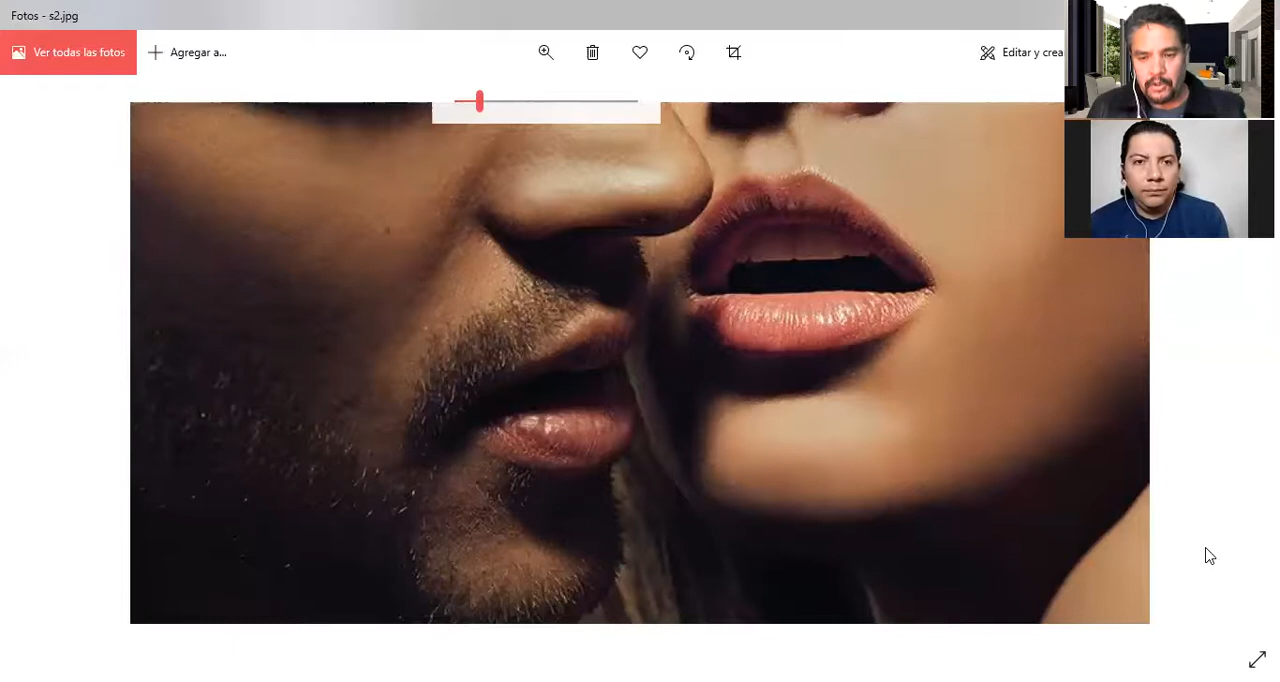 Fotos - s2.jpg
Ver todas las fotos
Agregar a...
Editar y crea